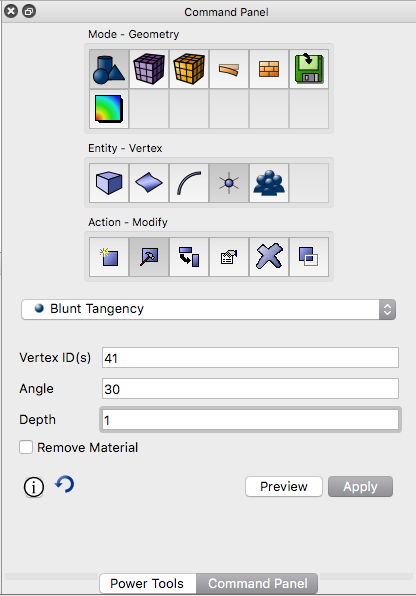 Command Panel
Mode - Geometry
Entity - Vertex
Action - Modify
Blunt Tangency
Vertex ID(s) 41
Angle 30
Depth 1
Remove Material
Preview Apply
Power Tools Command Panel